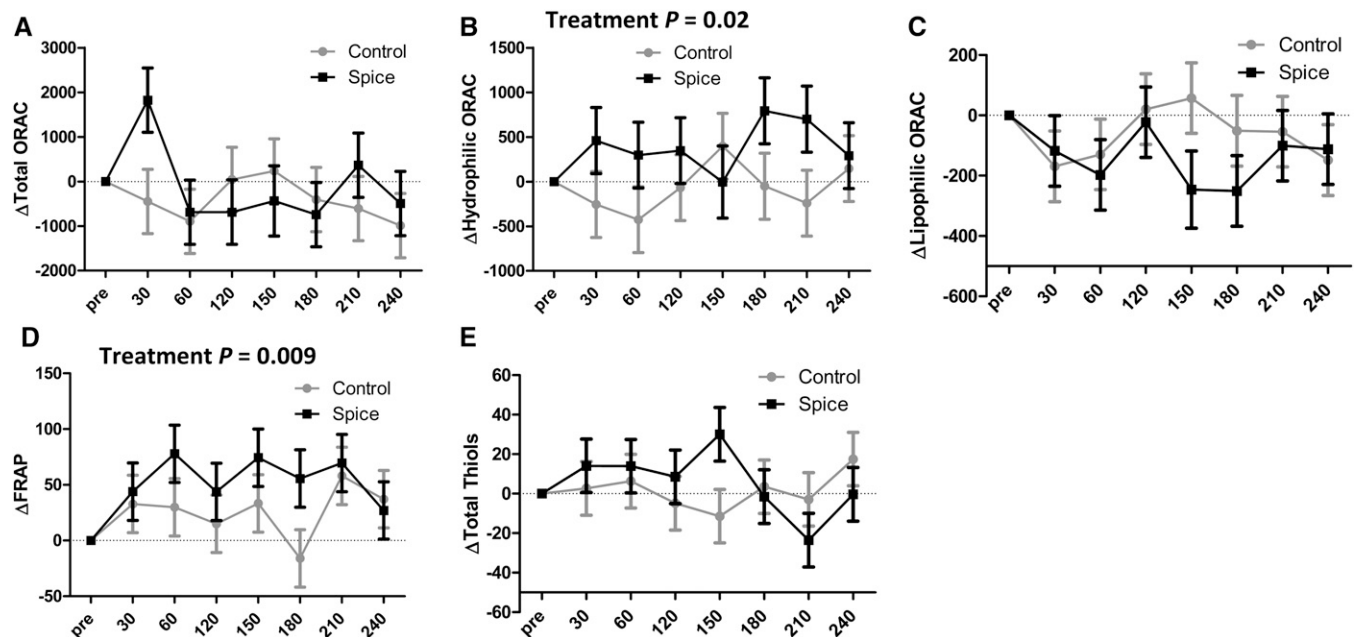 A
ΔTotal ORAC
3000
2000
1000
0
-1000
-2000
Control
Spice
pre 30 60 120 150 180 210 240
Treatment P = 0.02
B
ΔHydrophilic ORAC
1500
1000
500
0
-500
-1000
Control
Spice
pre 30 60 120 150 180 210 240
C
ΔLipophilic ORAC
200
0
-200
-400
-600
Control
Spice
pre 30 60 120 150 180 210 240
D
Treatment P = 0.009
ΔFRAP
150
100
50
0
-50
Control
Spice
pre 30 60 120 150 180 210 240
E
ΔTotal Thiols
60
40
20
0
-20
-40
-60
Control
Spice
pre 30 60 120 150 180 210 240